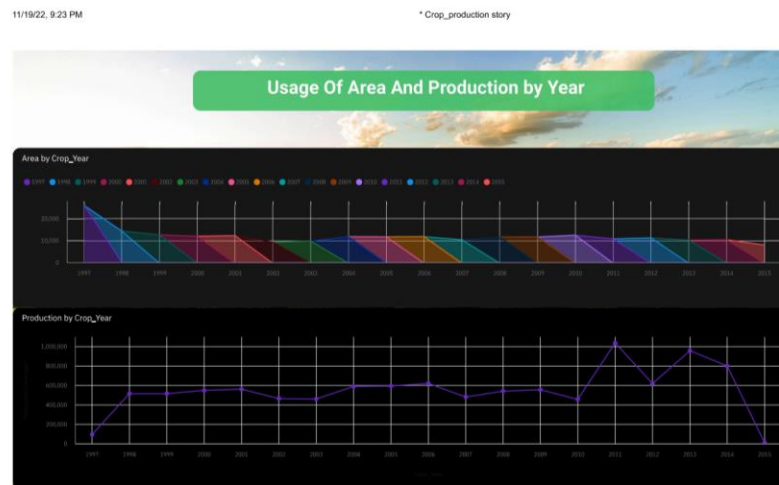 11/19/22, 9:23 PM * Crop_production story
Usage Of Area And Production by Year
Area by Crop_Year
1997 1998 1999 2000 2001 2002 2003 2004 2005 2006 2007 2008 2009 2010 2011 2012 2013 2014 2015
20,000
10,000
0
1997 1998 1999 2000 2001 2002 2003 2004 2005 2006 2007 2008 2009 2010 2011 2012 2013 2014 2015
Production by Crop_Year
1,000,000
800,000
600,000
400,000
200,000
0
1997 1998 1999 2000 2001 2002 2003 2004 2005 2006 2007 2008 2009 2010 2011 2012 2013 2014 2015